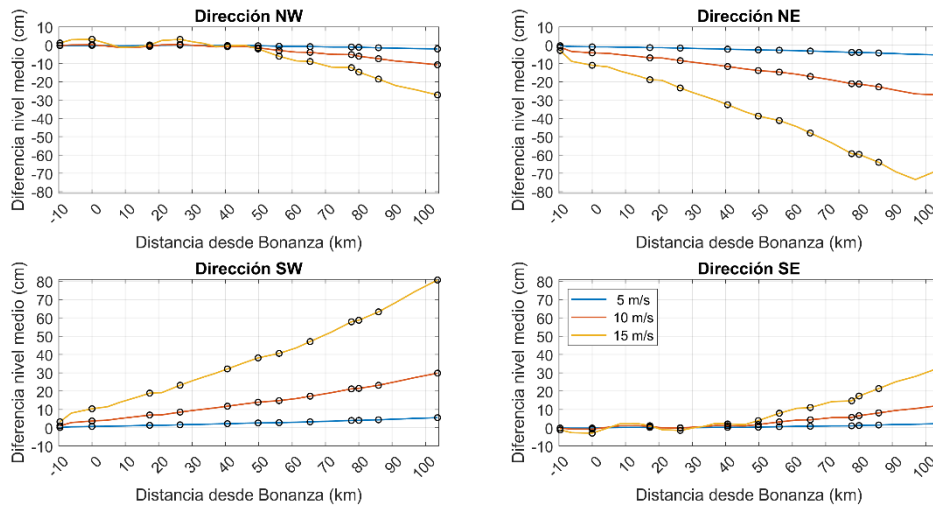 Dirección NW
Diferencia nivel medio (cm)
10
0
-10
-20
-30
-40
-50
-60
-70
-80
-10 0 10 20 30 40 50 60 70 80 90 100
Distancia desde Bonanza (km)
Dirección NE
Diferencia nivel medio (cm)
10
0
-10
-20
-30
-40
-50
-60
-70
-80
-10 0 10 20 30 40 50 60 70 80 90 100
Distancia desde Bonanza (km)
Dirección SW
Diferencia nivel medio (cm)
80
70
60
50
40
30
20
10
0
-10
-10 0 10 20 30 40 50 60 70 80 90 100
Distancia desde Bonanza (km)
Dirección SE
Diferencia nivel medio (cm)
80
70
60
50
40
30
20
10
0
-10
5 m/s
10 m/s
15 m/s
-10 0 10 20 30 40 50 60 70 80 90 100
Distancia desde Bonanza (km)